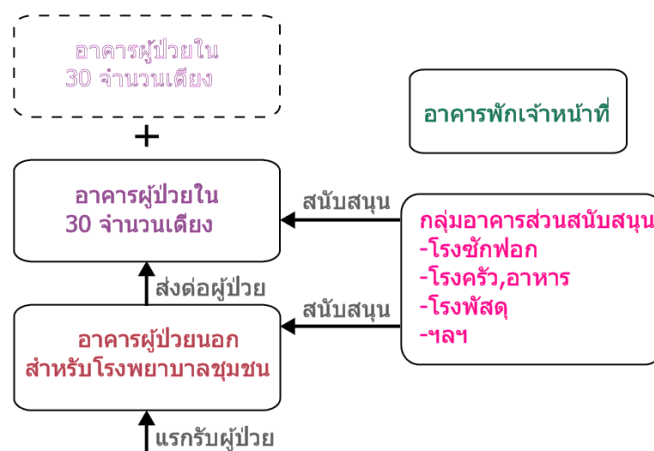 อาคารผู้ป่วยใน
30 จำนวนเตียง
+
อาคารพักเจ้าหน้าที่
อาคารผู้ป่วยใน
30 จำนวนเตียง
สนับสนุน
กลุ่มอาคารส่วนสนับสนุน
-โรงซักฟอก
-โรงครัว,อาหาร
-โรงพัสดุ
-ฯลฯ
ส่งต่อผู้ป่วย
สนับสนุน
อาคารผู้ป่วยนอก
สำหรับโรงพยาบาลชุมชน
แรกรับผู้ป่วย